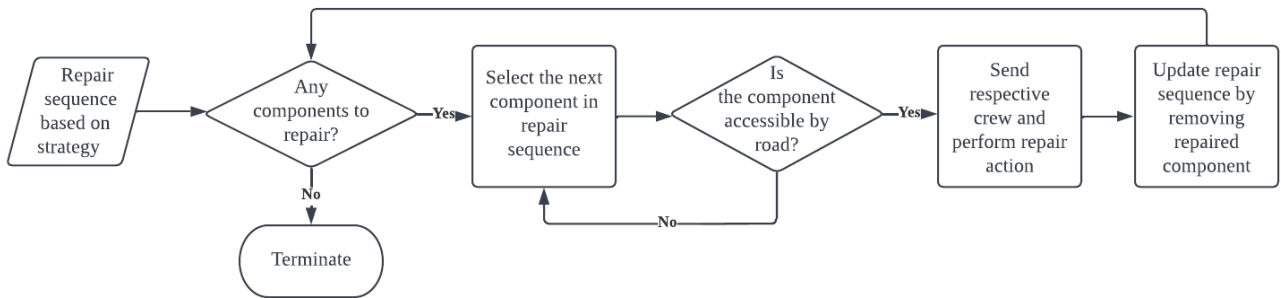 Repair
sequence
based on
strategy
Any
components to
repair?
Yes
No
Terminate
Select the next
component in
repair
sequence
Is
the component
accessible by
road?
Yes
No
Send
respective
crew and
perform repair
action
Update repair
sequence by
removing
repaired
component